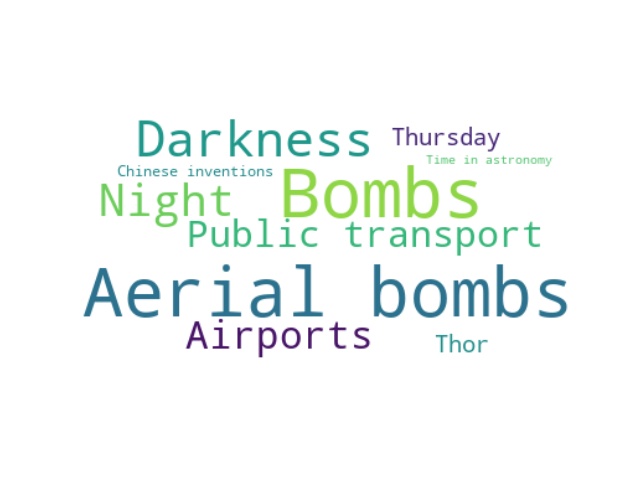 Darkness
Thursday
Time in astronomy
Chinese inventions
Night
Bombs
Public transport
Aerial bombs
Airports
Thor